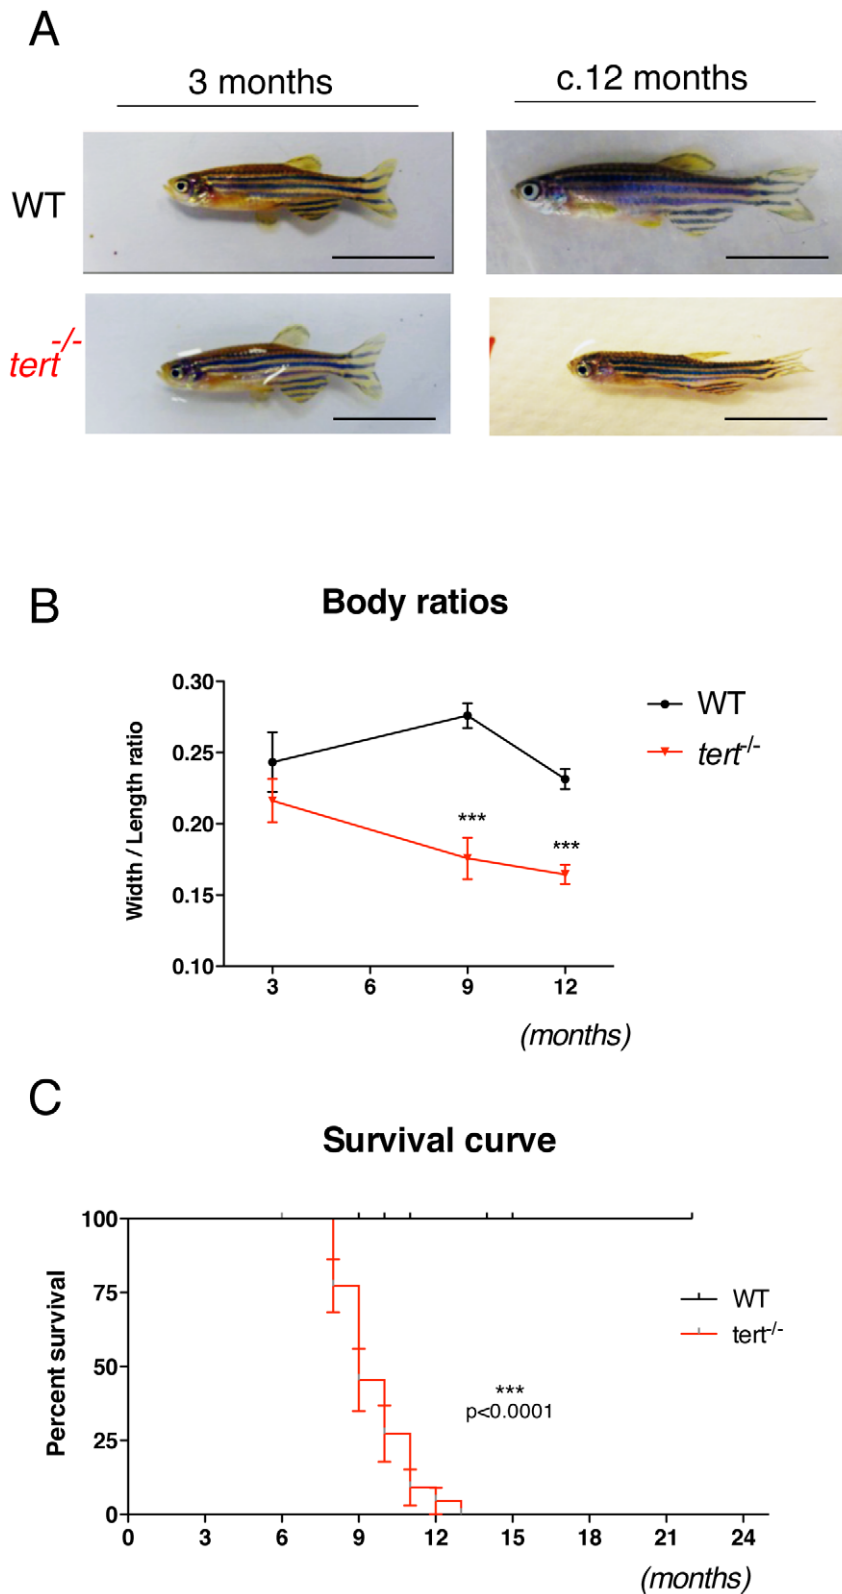 A
3 months
c.12 months
WT
tert-/-
B
Body ratios
0.30
0.25
0.20
0.15
0.10
Width / Length ratio
***
***
WT
tert-/-
3
6
9
12
(months)
C
Survival curve
100
75
50
25
0
Percent survival
WT
tert-/-
***
p<0.0001
0
3
6
9
12
15
18
21
24
(months)